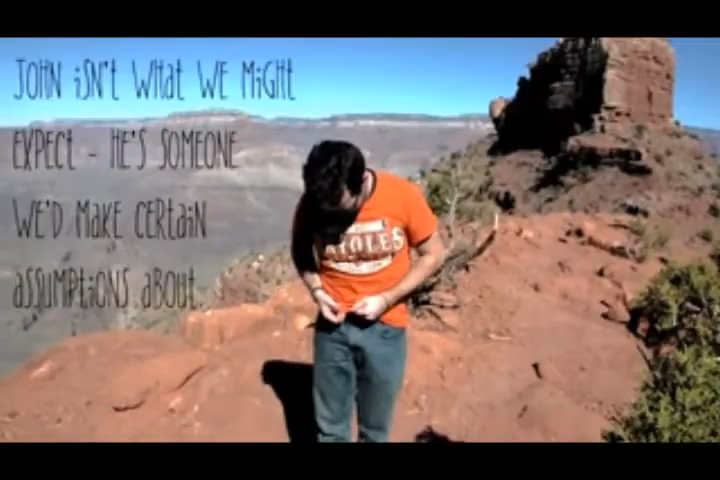 JOHN iSN'T WHAT WE MiGHT
EXPECT - HE'S SOMEONE
WE'D MAKE CERTAiN
ASSUMPTiONS ABOUT.